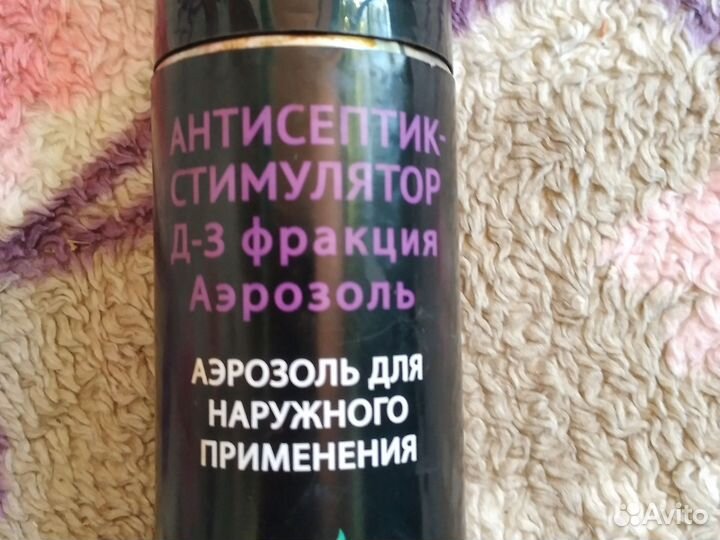 АНТИСЕПТИК-
СТИМУЛЯТОР
Д-3 фракция
Аэрозоль
АЭРОЗОЛЬ ДЛЯ
НАРУЖНОГО
ПРИМЕНЕНИЯ
Avito